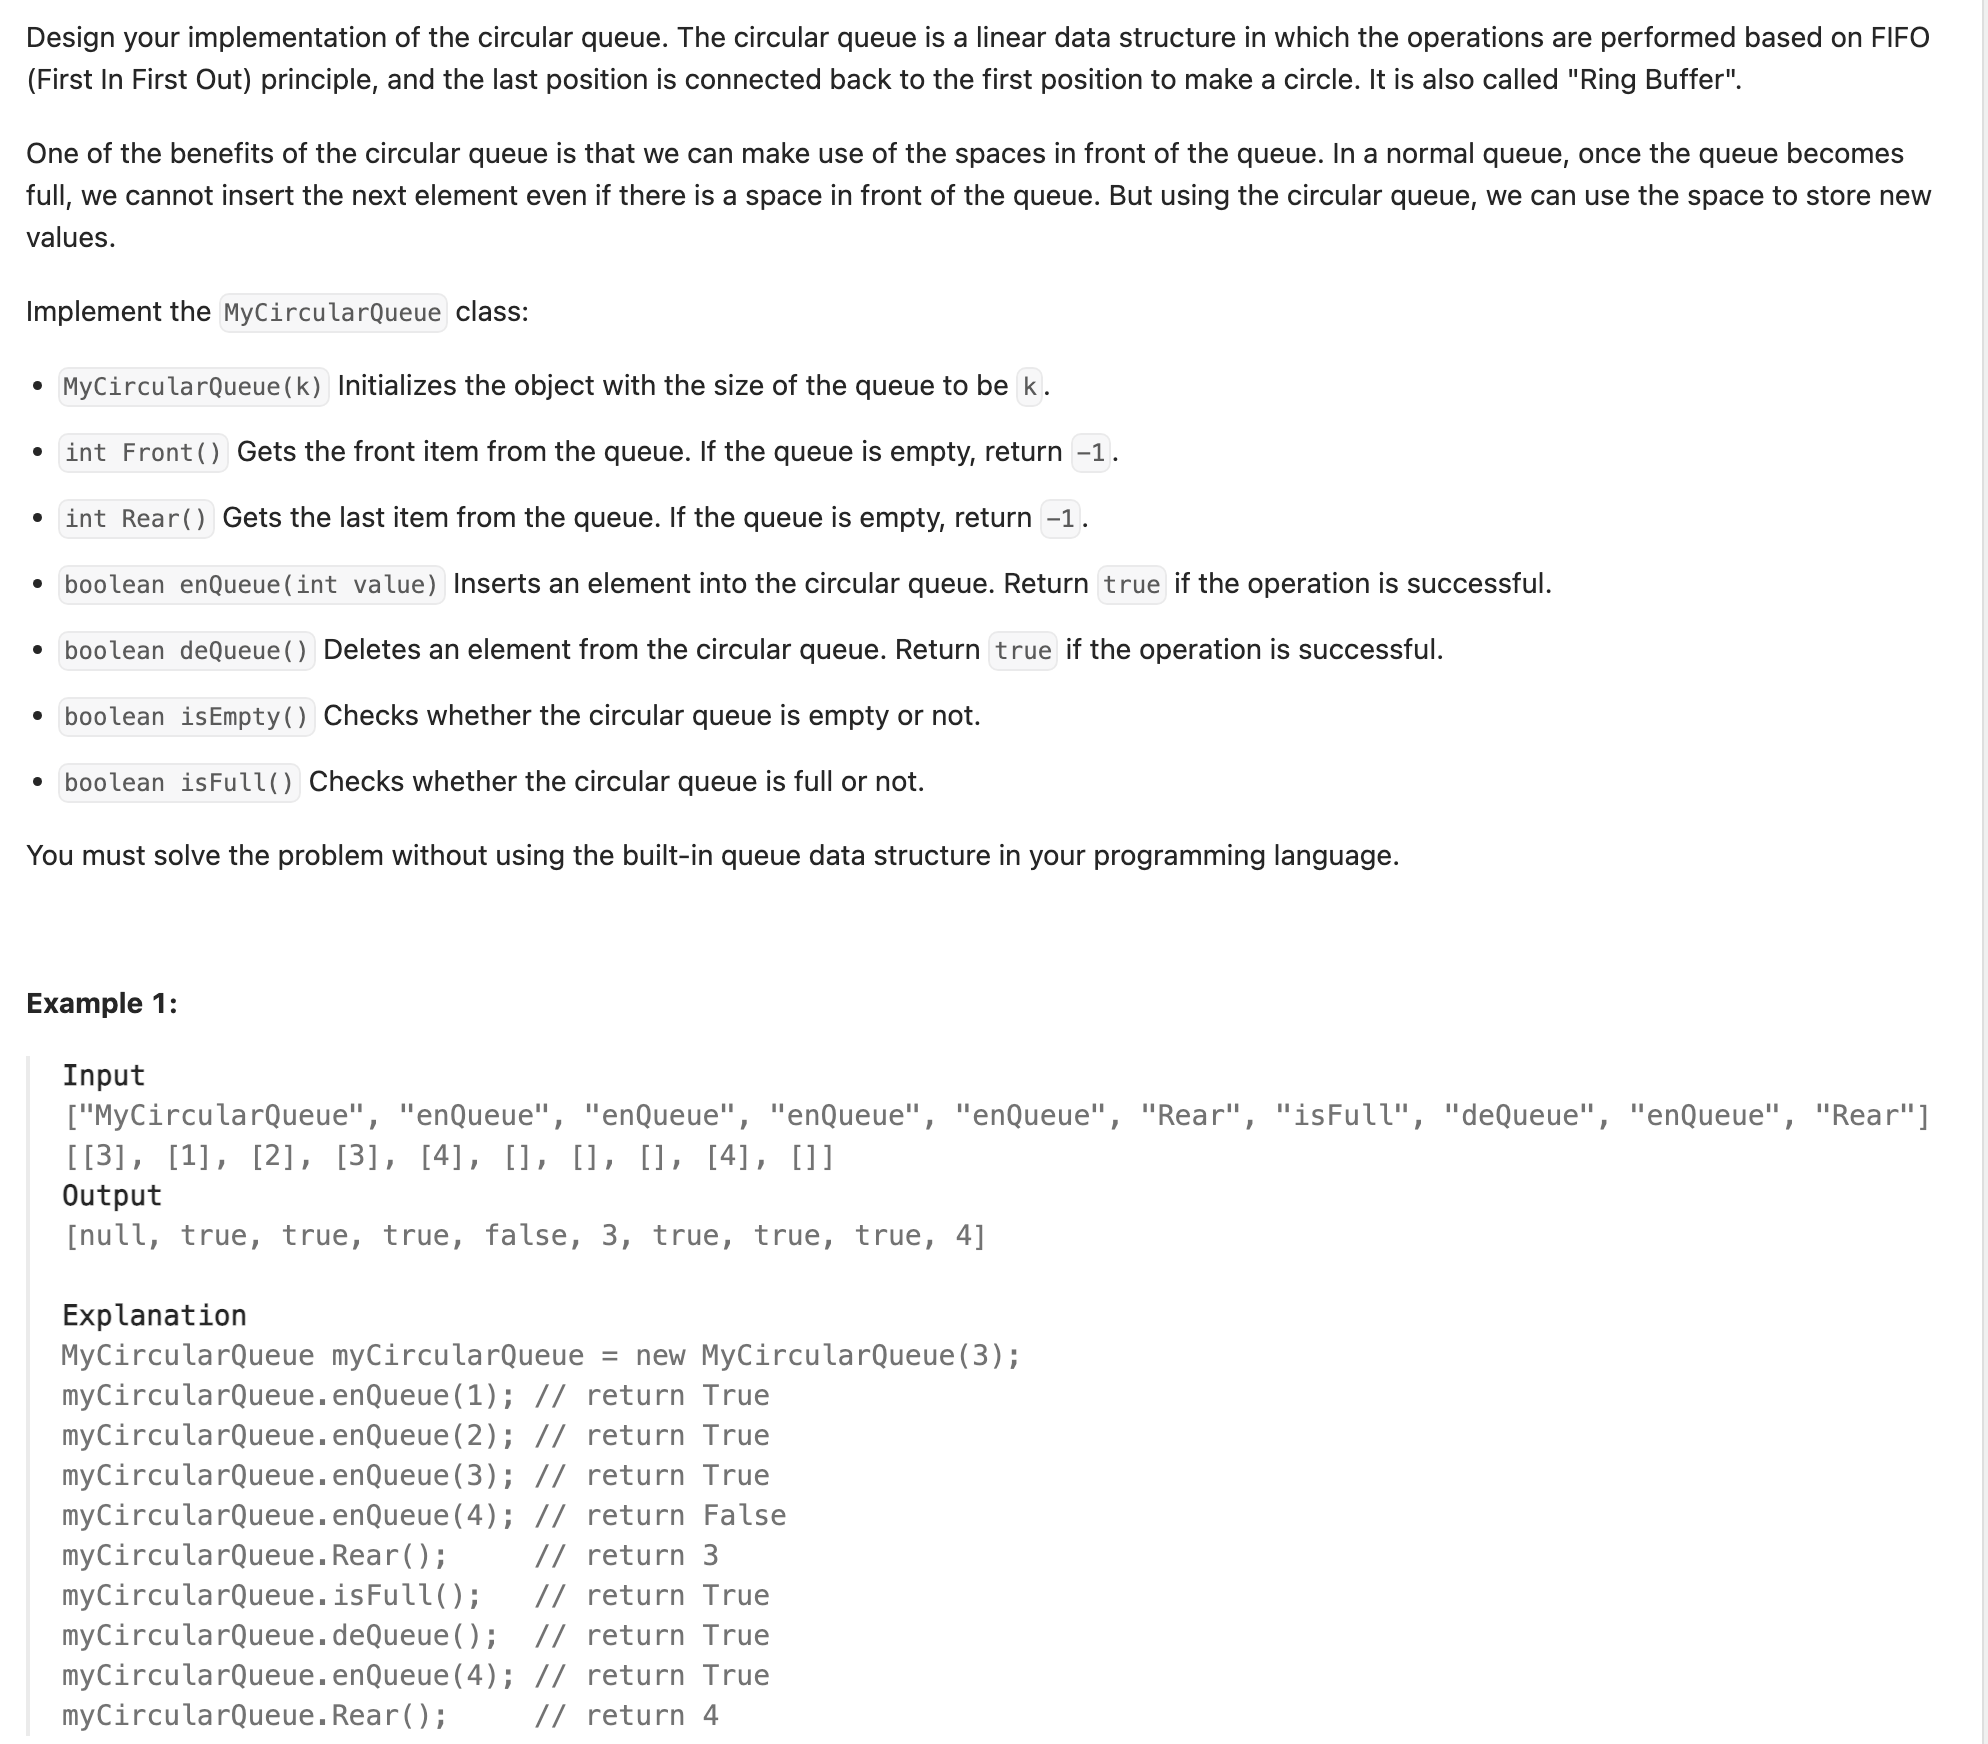 Design your implementation of the circular queue. The circular queue is a linear data structure in which the operations are performed based on FIFO
(First In First Out) principle, and the last position is connected back to the first position to make a circle. It is also called "Ring Buffer".
One of the benefits of the circular queue is that we can make use of the spaces in front of the queue. In a normal queue, once the queue becomes
full, we cannot insert the next element even if there is a space in front of the queue. But using the circular queue, we can use the space to store new
values.
Implement the MyCircularQueue class:
• MyCircularQueue(k) Initializes the object with the size of the queue to be k.
• int Front() Gets the front item from the queue. If the queue is empty, return -1.
• int Rear() Gets the last item from the queue. If the queue is empty, return -1.
• boolean enQueue(int value) Inserts an element into the circular queue. Return true if the operation is successful.
• boolean deQueue() Deletes an element from the circular queue. Return true if the operation is successful.
• boolean isEmpty() Checks whether the circular queue is empty or not.
• boolean isFull() Checks whether the circular queue is full or not.
You must solve the problem without using the built-in queue data structure in your programming language.
Example 1:
Input
["MyCircularQueue", "enQueue", "enQueue", "enQueue", "enQueue", "Rear", "isFull", "deQueue", "enQueue", "Rear"]
[[3], [1], [2], [3], [4], [], [], [], [4], []]
Output
[null, true, true, true, false, 3, true, true, true, 4]
Explanation
MyCircularQueue myCircularQueue = new MyCircularQueue(3);
myCircularQueue.enQueue(1); // return True
myCircularQueue.enQueue(2); // return True
myCircularQueue.enQueue(3); // return True
myCircularQueue.enQueue(4); // return False
myCircularQueue.Rear();     // return 3
myCircularQueue.isFull();   // return True
myCircularQueue.deQueue();  // return True
myCircularQueue.enQueue(4); // return True
myCircularQueue.Rear();     // return 4